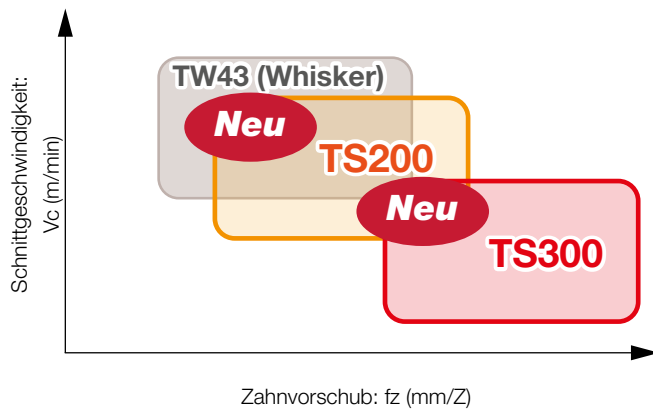 Schnittgeschwindigkeit:
Vc (m/min)
TW43 (Whisker)
Neu
TS200
Neu
TS300
Zahnvorschub: fz (mm/Z)